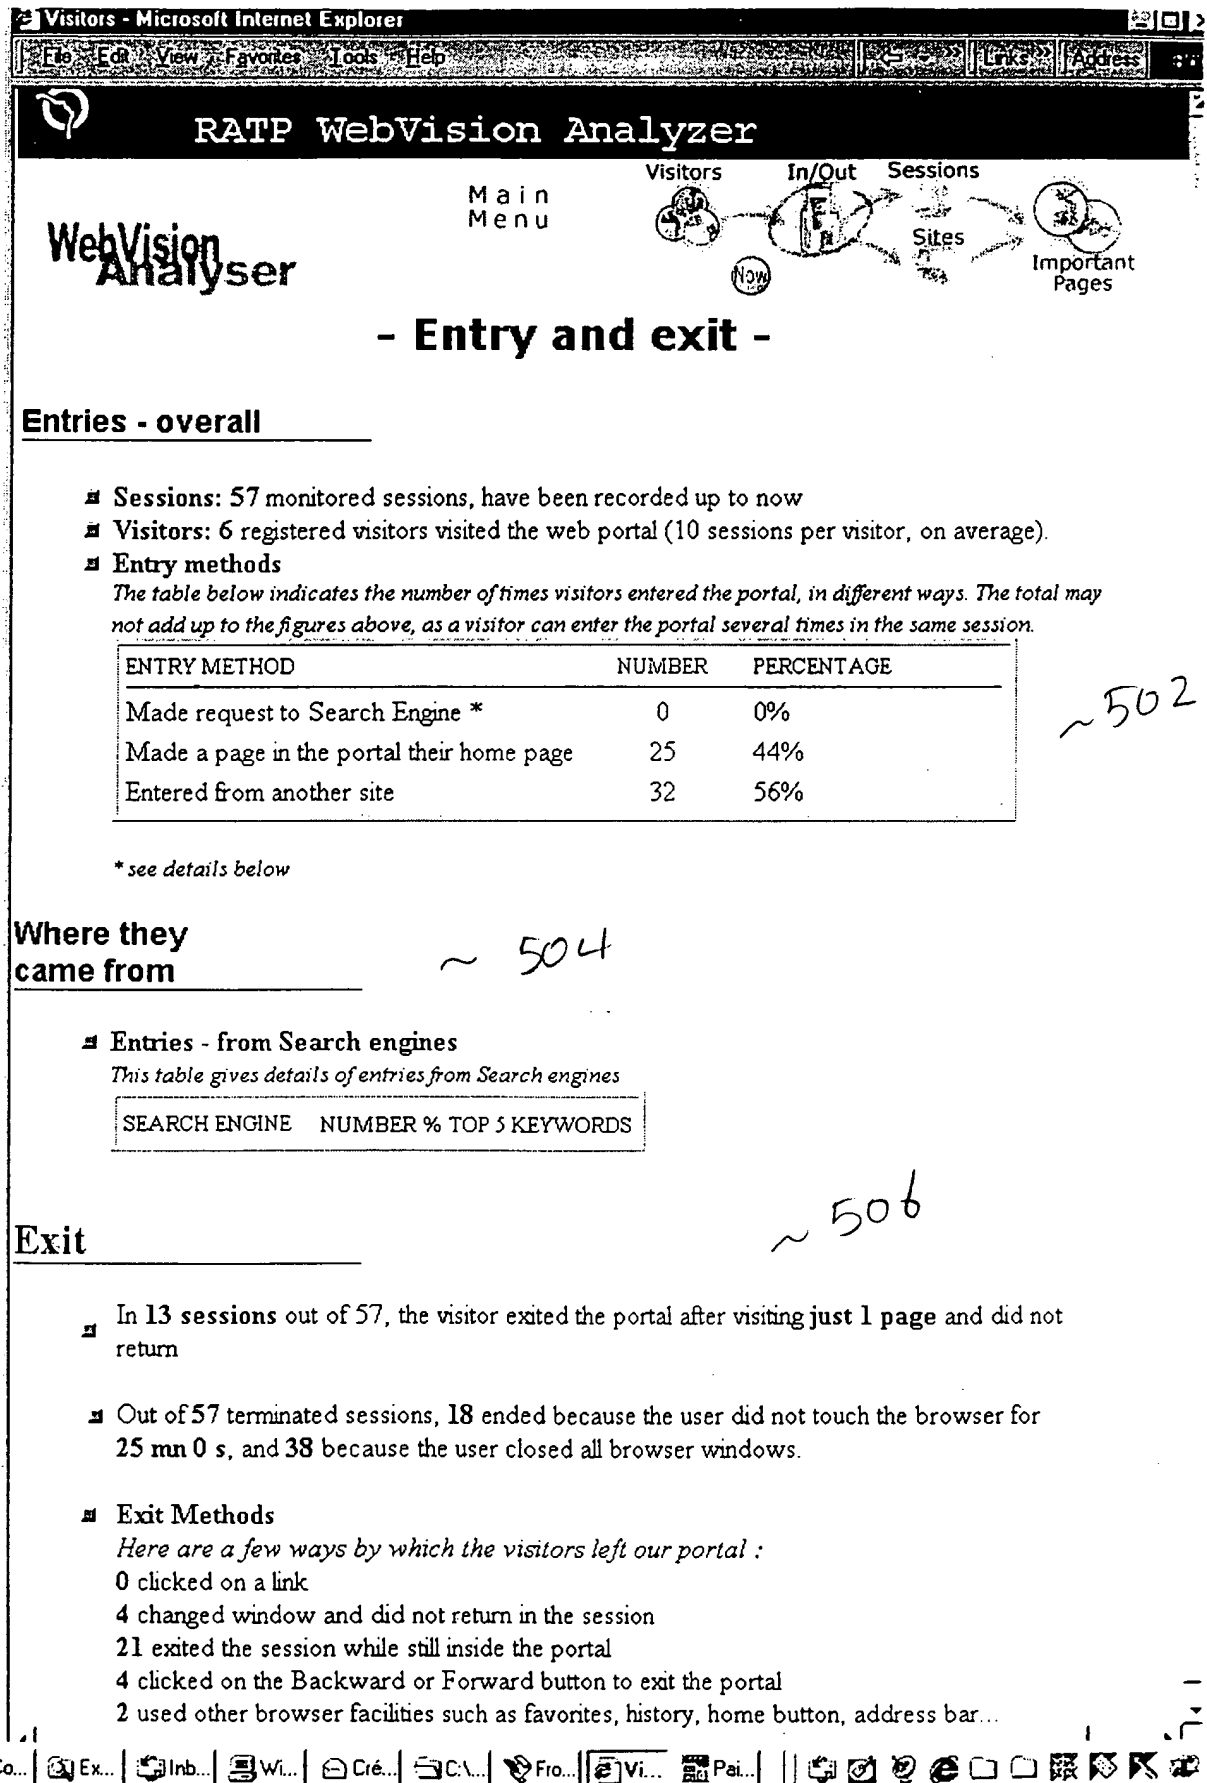 Visitors - Microsoft Internet Explorer
File Edit View Favorites Tools Help Links Address
RATP WebVision Analyzer
WebVision
Analyser
Main
Menu
Visitors In/Out Sessions
Sites
Now
Important
Pages
- Entry and exit -
Entries - overall
Sessions: 57 monitored sessions, have been recorded up to now
Visitors: 6 registered visitors visited the web portal (10 sessions per visitor, on average).
Entry methods
The table below indicates the number of times visitors entered the portal, in different ways. The total may
not add up to the figures above, as a visitor can enter the portal several times in the same session.
ENTRY METHOD NUMBER PERCENTAGE
Made request to Search Engine * 0 0%
Made a page in the portal their home page 25 44%
Entered from another site 32 56%
~502
* see details below
Where they
came from
~ 504
Entries - from Search engines
This table gives details of entries from Search engines
SEARCH ENGINE NUMBER % TOP 5 KEYWORDS
~ 506
Exit
In 13 sessions out of 57, the visitor exited the portal after visiting just 1 page and did not
return
Out of 57 terminated sessions, 18 ended because the user did not touch the browser for
25 mn 0 s, and 38 because the user closed all browser windows.
Exit Methods
Here are a few ways by which the visitors left our portal :
0 clicked on a link
4 changed window and did not return in the session
21 exited the session while still inside the portal
4 clicked on the Backward or Forward button to exit the portal
2 used other browser facilities such as favorites, history, home button, address bar...
Co... Ex... Inb... Wi... Cré... C:\... Fro... Vi... Pai...